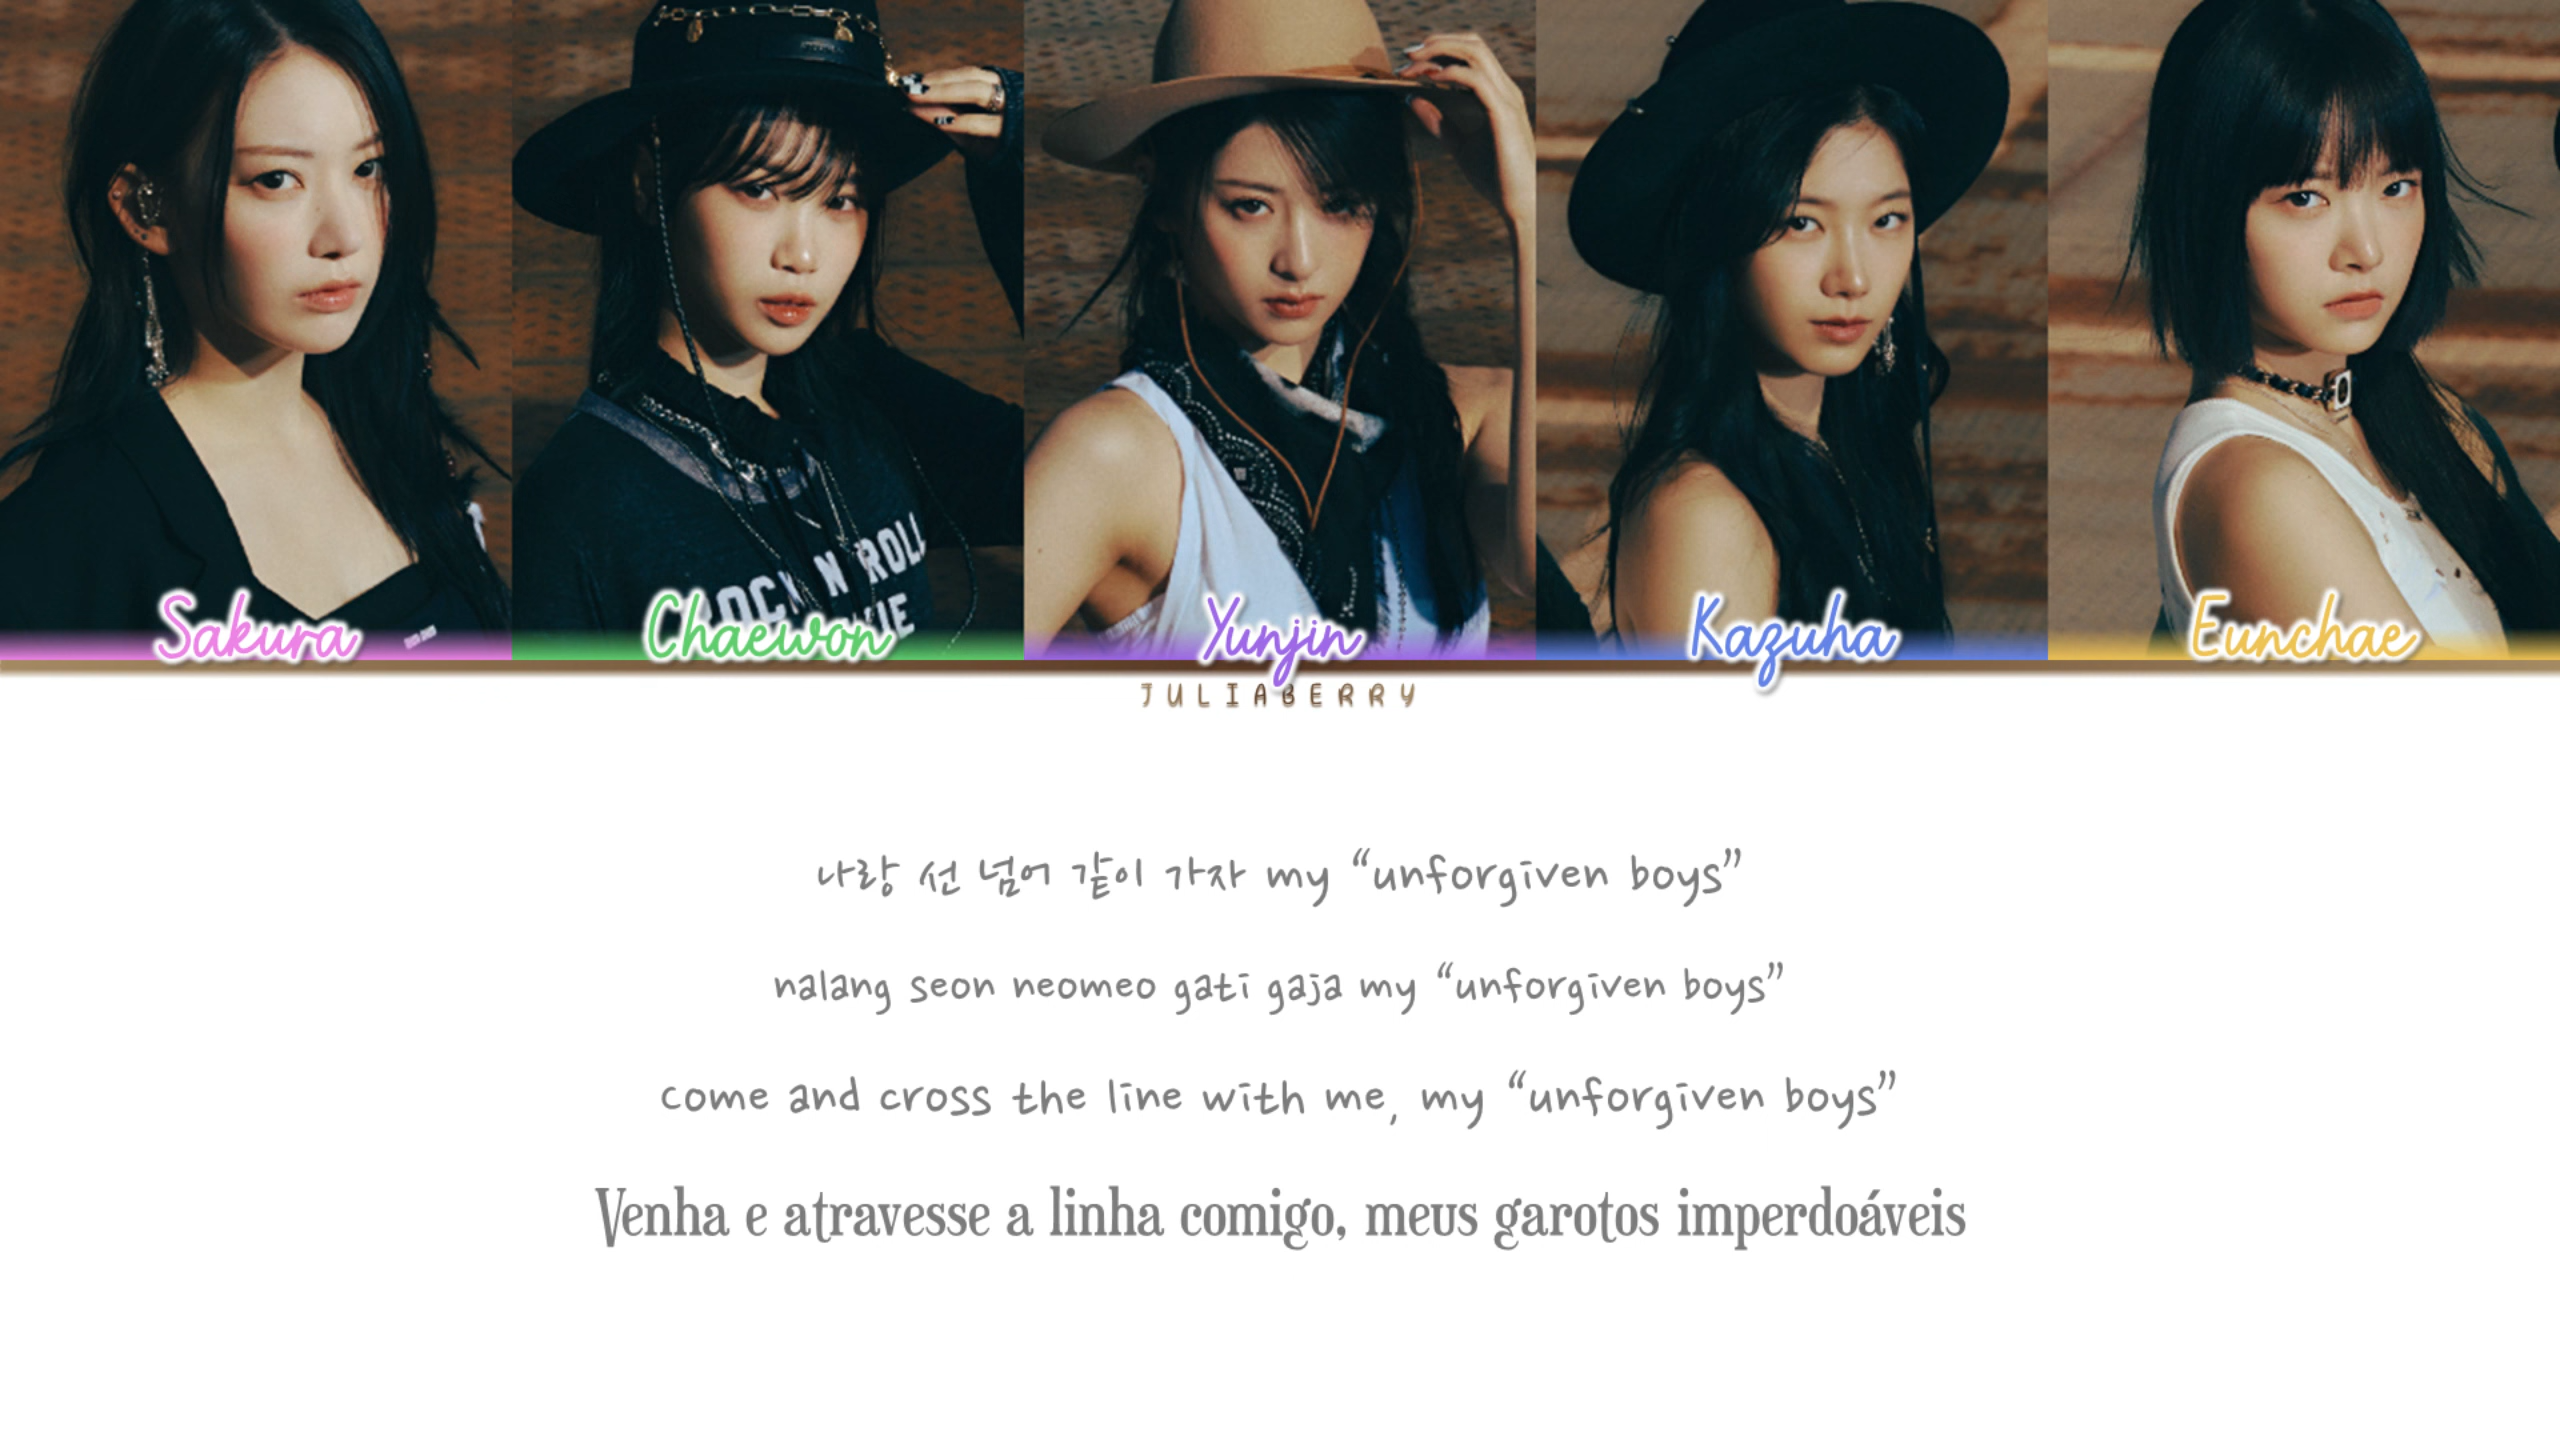 ROCK N ROLL
Sakura
Chaewon
Yunjin
Kazuha
Eunchae
JULIABERRY
나랑 선 넘어 같이 가자 my “unforgiven boys”
nalang seon neomeo gati gaja my “unforgiven boys”
come and cross the line with me, my “unforgiven boys”
Venha e atravesse a linha comigo, meus garotos imperdoáveis